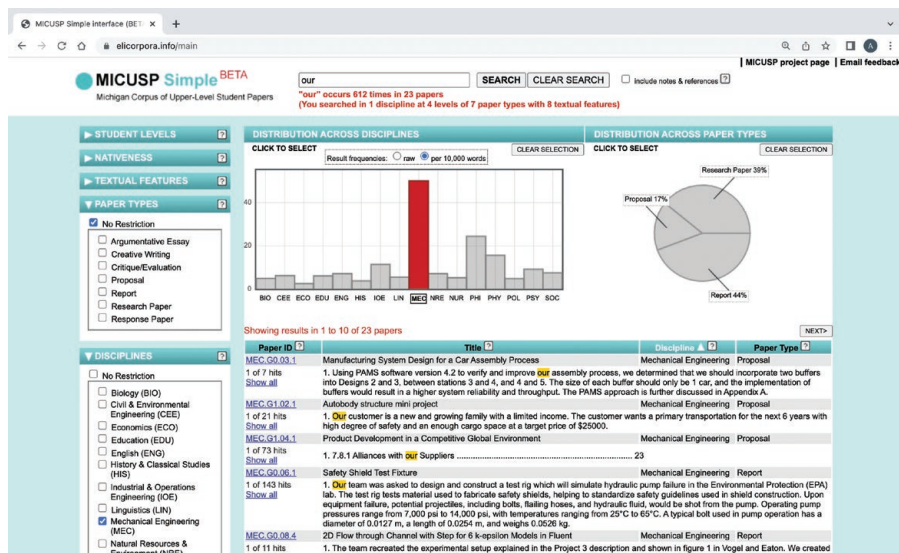 MICUSP Simple Interface (BET
elicorpora.info/main
A
MICUSP project page | Email feedback
MICUSP Simple BETA
Michigan Corpus of Upper-Level Student Papers
our
SEARCH
CLEAR SEARCH
Include notes & references ?
"our" occurs 612 times in 23 papers
(You searched in 1 discipline at 4 levels of 7 paper types with 8 textual features)
STUDENT LEVELS ?
NATIVENESS ?
TEXTUAL FEATURES ?
PAPER TYPES ?
No Restriction
Argumentative Essay
Creative Writing
Critique/Evaluation
Proposal
Report
Research Paper
Response Paper
DISCIPLINES ?
No Restriction
Biology (BIO)
Civil & Environmental
Engineering (CEE)
Economics (ECO)
Education (EDU)
English (ENG)
History & Classical Studies
(HIS)
Industrial & Operations
Engineering (IOE)
Linguistics (LIN)
Mechanical Engineering
(MEC)
Natural Resources &
Environment (NRE)
DISTRIBUTION ACROSS DISCIPLINES
CLICK TO SELECT
Result frequencies: raw per 10,000 words
CLEAR SELECTION
40
20
0
BIO CEE ECO EDU ENG HIS IOE LIN MEC NRE NUR PHI PHY POL PSY SOC
DISTRIBUTION ACROSS PAPER TYPES
CLICK TO SELECT
CLEAR SELECTION
Research Paper 39%
Proposal 17%
Report 44%
Showing results in 1 to 10 of 23 papers
NEXT>
Paper ID ? Title ? Discipline ? Paper Type ?
MEC.G0.03.1 Manufacturing System Design for a Car Assembly Process Mechanical Engineering Proposal
1 of 7 hits 1. Using PAMS software version 4.2 to verify and improve our assembly process, we determined that we should incorporate two buffers
Show all into Designs 2 and 3, between stations 3 and 4, and 4 and 5. The size of each buffer should only be 1 car, and the implementation of
buffers would result in a higher system reliability and throughput. The PAMS approach is further discussed in Appendix A.
MEC.G1.02.1 Autobody structure mini project Mechanical Engineering Proposal
1 of 21 hits 1. Our customer is a new and growing family with a limited income. The customer wants a primary transportation for the next 6 years with
Show all high degree of safety and an enough cargo space at a target price of $25000.
MEC.G1.04.1 Product Development in a Competitive Global Environment Mechanical Engineering Proposal
1 of 73 hits 1. 7.8.1 Alliances with our Suppliers ........................................................................ 23
Show all
MEC.G0.06.1 Safety Shield Test Fixture Mechanical Engineering Report
1 of 143 hits 1. Our team was asked to design and construct a test rig which will simulate hydraulic pump failure in the Environmental Protection (EPA)
Show all lab. The test rig tests material used to fabricate safety shields, helping to standardize safety guidelines used in shield construction. Upon
equipment failure, potential projectiles, including bolts, flailing hoses, and hydraulic fluid, would be shot from the pump. Operating pump
pressures range from 7,000 psi to 14,000 psi, with temperatures ranging from 25°C to 65°C. A typical bolt used in pump operation has a
diameter of 0.0127 m, a length of 0.0254 m, and weighs 0.0526 kg.
MEC.G0.08.4 2D Flow through Channel with Step for 6 k-epsilon Models in Fluent Mechanical Engineering Report
1 of 11 hits 1. The team recreated the experimental setup explained in the Project 3 description and shown in figure 1 in Vogel and Eaton. We created